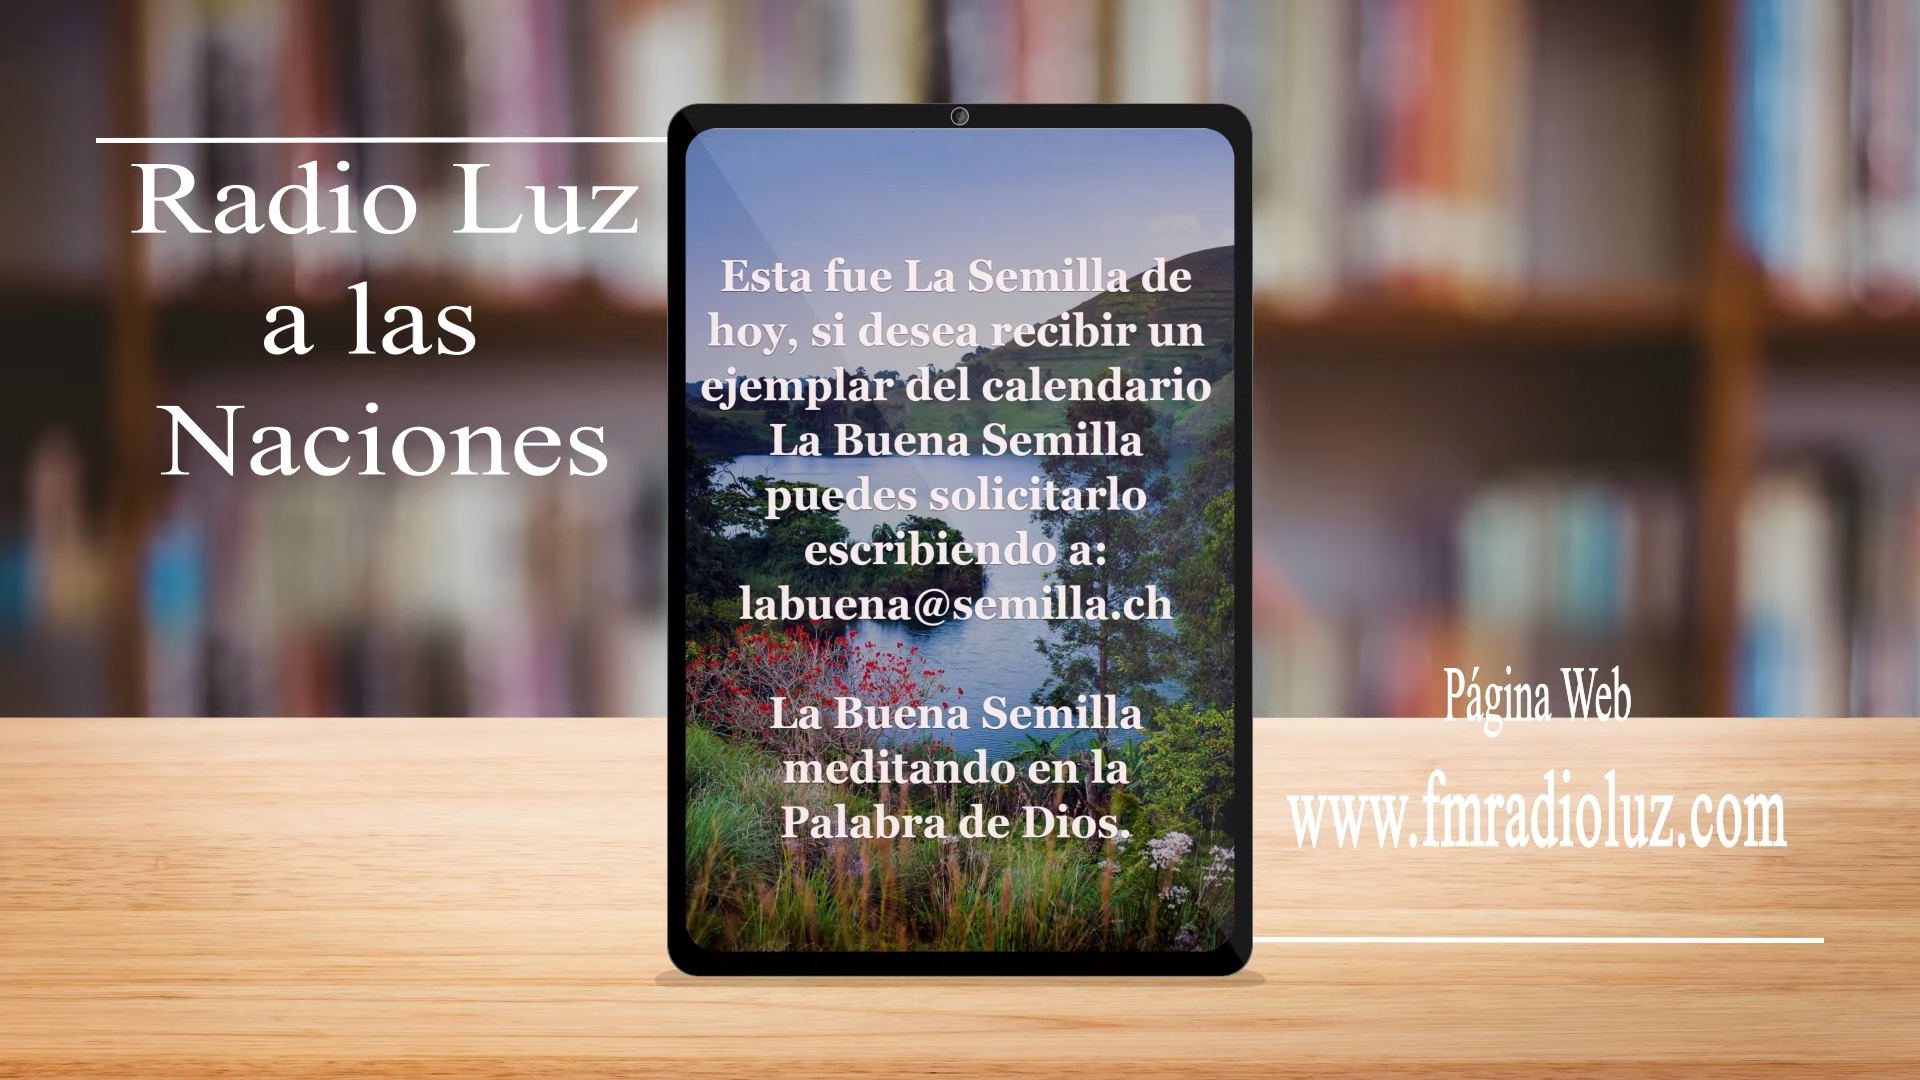 Radio Luz
a las
Naciones
Esta fue La Semilla de
hoy, si desea recibir un
ejemplar del calendario
La Buena Semilla
puedes solicitarlo
escribiendo a:
labuena@semilla.ch
La Buena Semilla
meditando en la
Palabra de Dios.
Página Web
www.fmradioluz.com